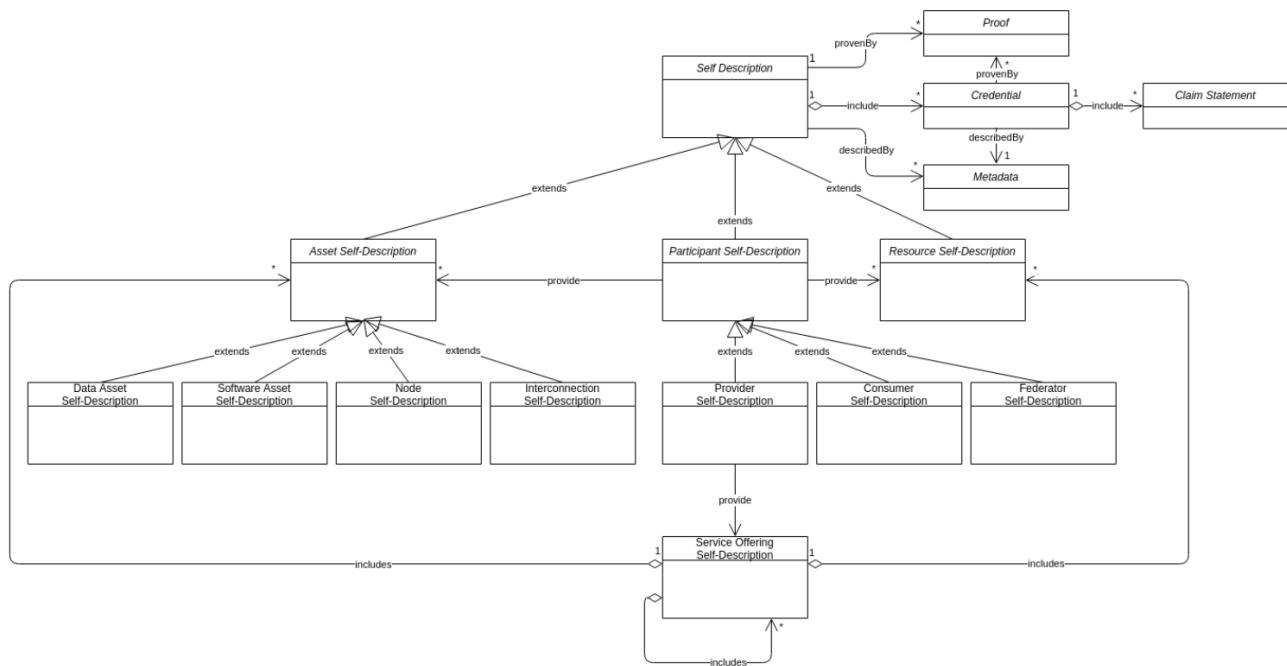 Proof
*
provenBy
1
Self Description
*
provenBy
1
include
*
Credential
1
include
*
Claim Statement
describedBy
describedBy
1
*
Metadata
extends
extends
extends
Asset Self-Description
Participant Self-Description
Resource Self-Description
*
*
provide
provide
*
*
extends
extends
extends
extends
extends
extends
extends
Data Asset
Self-Description
Software Asset
Self-Description
Node
Self-Description
Interconnection
Self-Description
Provider
Self-Description
Consumer
Self-Description
Federator
Self-Description
provide
Service Offering
Self-Description
1
1
includes
includes
*
includes